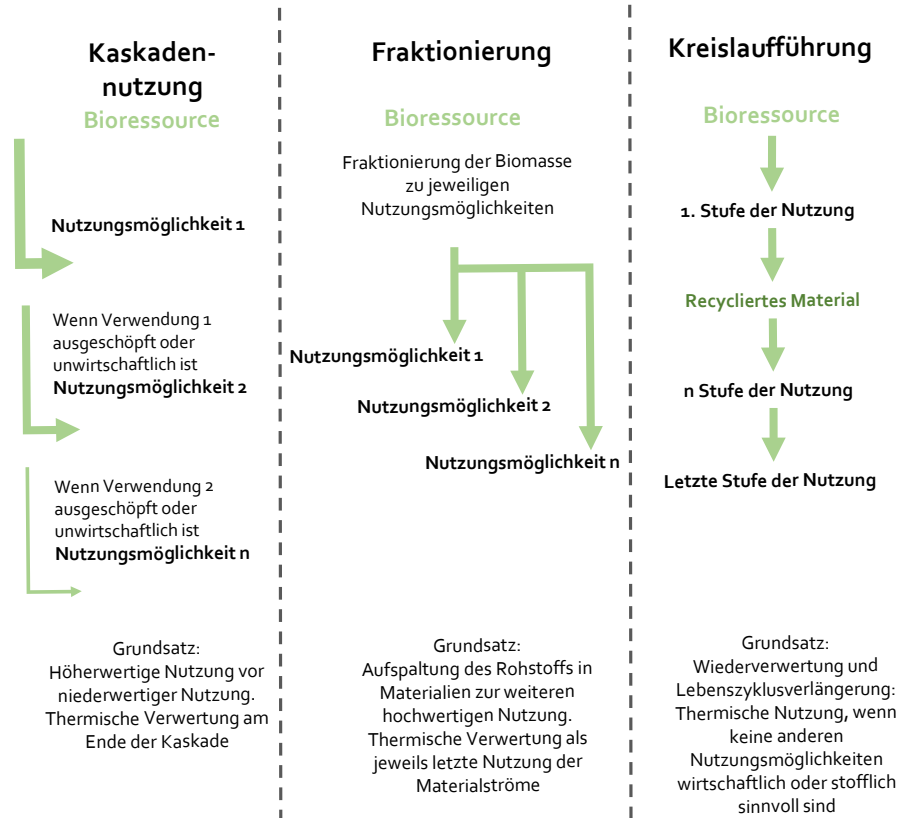 Kaskaden-
nutzung
Bioressource
Nutzungsmöglichkeit 1
Wenn Verwendung 1
ausgeschöpft oder
unwirtschaftlich ist
Nutzungsmöglichkeit 2
Wenn Verwendung 2
ausgeschöpft oder
unwirtschaftlich ist
Nutzungsmöglichkeit n
Grundsatz:
Höherwertige Nutzung vor
niederwertiger Nutzung.
Thermische Verwertung am
Ende der Kaskade
Fraktionierung
Bioressource
Fraktionierung der Biomasse
zu jeweiligen
Nutzungsmöglichkeiten
Nutzungsmöglichkeit 1
Nutzungsmöglichkeit 2
Nutzungsmöglichkeit n
Grundsatz:
Aufspaltung des Rohstoffs in
Materialien zur weiteren
hochwertigen Nutzung.
Thermische Verwertung als
jeweils letzte Nutzung der
Materialströme
Kreislaufführung
Bioressource
1. Stufe der Nutzung
Recycliertes Material
n Stufe der Nutzung
Letzte Stufe der Nutzung
Grundsatz:
Wiederverwertung und
Lebenszyklusverlängerung:
Thermische Nutzung, wenn
keine anderen
Nutzungsmöglichkeiten
wirtschaftlich oder stofflich
sinnvoll sind